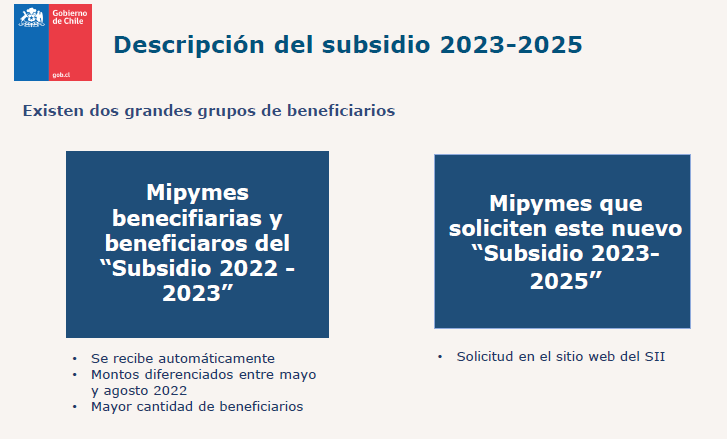 Gobierno
de Chile
gob.cl
Descripción del subsidio 2023–2025
Existen dos grandes grupos de beneficiarios
Mipymes
benecifiarias y
beneficiaros del
“Subsidio 2022 –
2023”
• Se recibe automáticamente
• Montos diferenciados entre mayo
y agosto 2022
• Mayor cantidad de beneficiarios
Mipymes que
soliciten este nuevo
“Subsidio 2023–
2025”
• Solicitud en el sitio web del SII